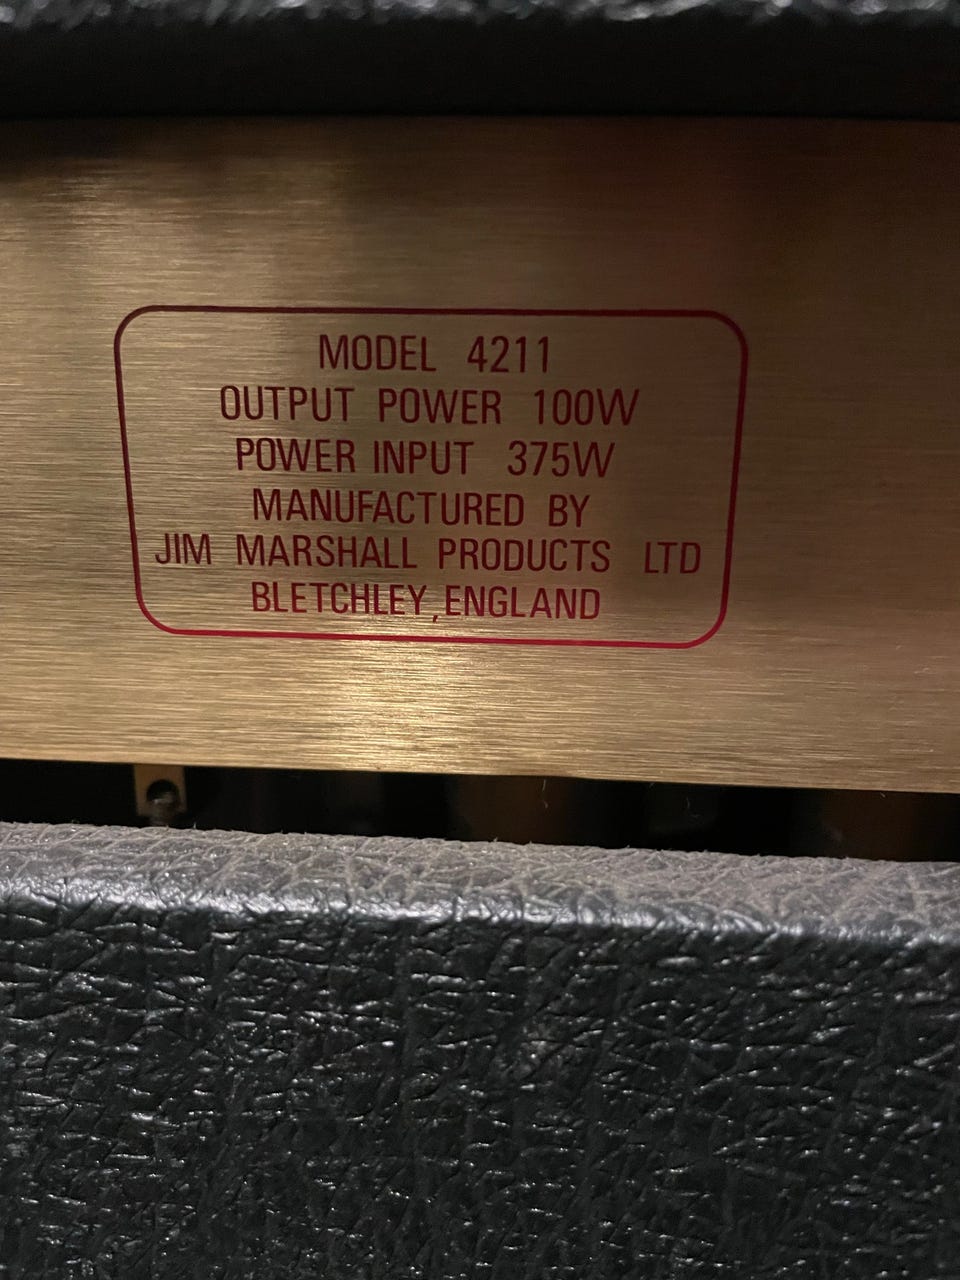 MODEL 4211
OUTPUT POWER 100W
POWER INPUT 375W
MANUFACTURED BY
JIM MARSHALL PRODUCTS LTD
BLETCHLEY, ENGLAND